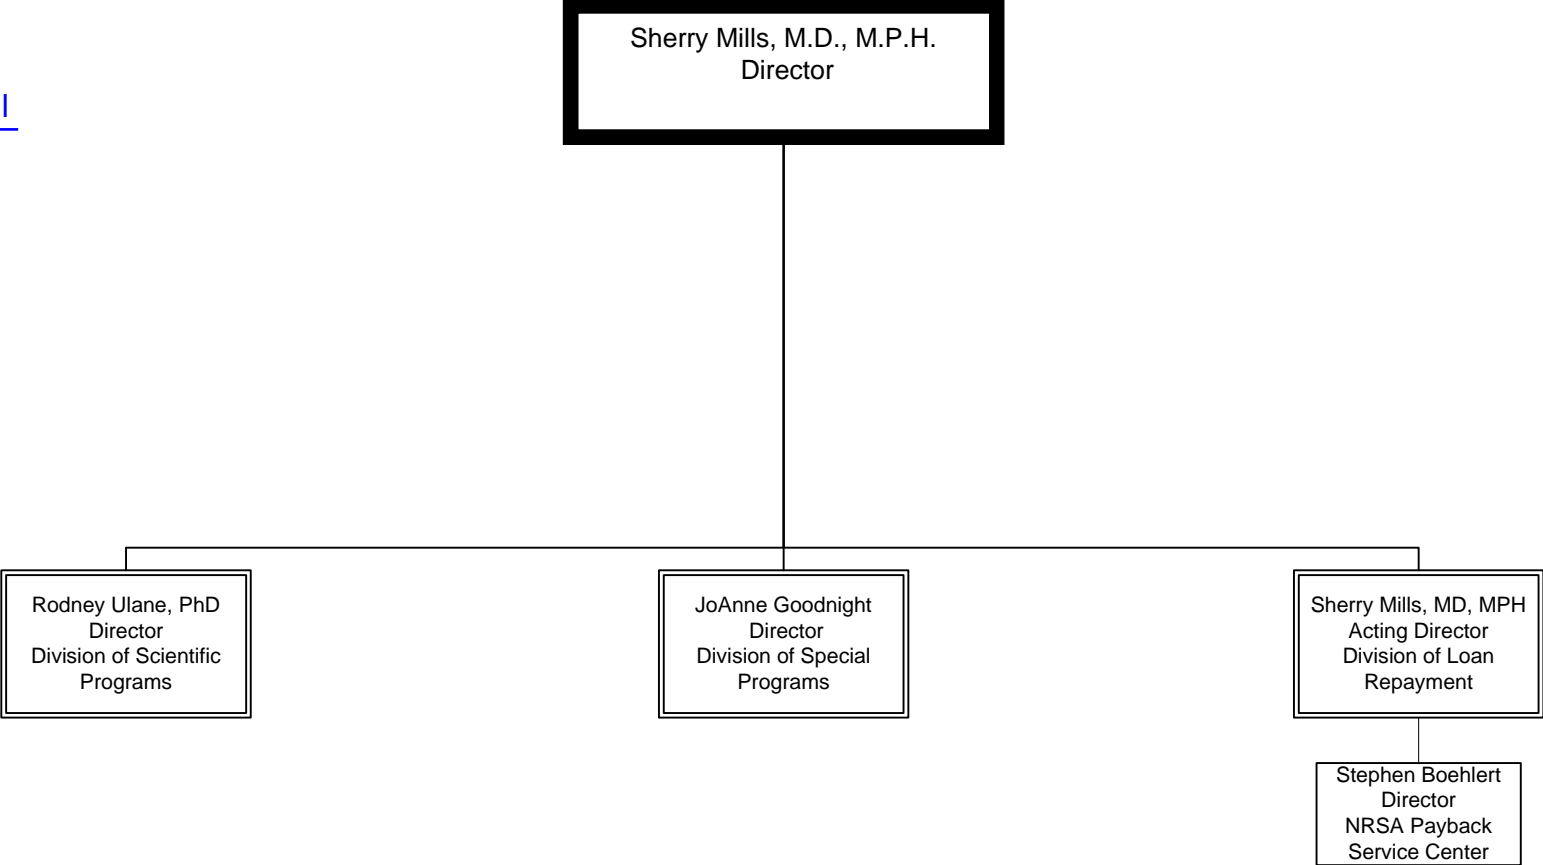 Sherry Mills, M.D., M.P.H.
Director
Rodney Ulane, PhD
Director
Division of Scientific
Programs
JoAnne Goodnight
Director
Division of Special
Programs
Sherry Mills, MD, MPH
Acting Director
Division of Loan
Repayment
Stephen Boehlert
Director
NRSA Payback
Service Center